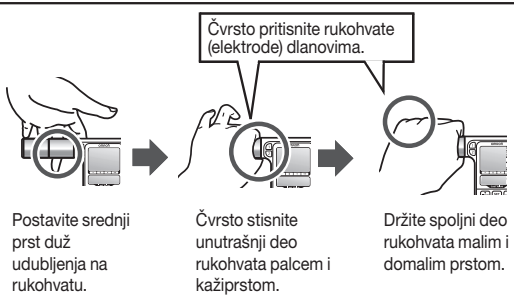 Čvrsto pritisnite rukohvate
(elektrode) dlanovima.
Postavite srednji
prst duž
udubljenja na
rukohvatu.
Čvrsto stisnite
unutrašnji deo
rukohvata palcem i
kažiprstom.
Držite spoljni deo
rukohvata malim i
domalim prstom.